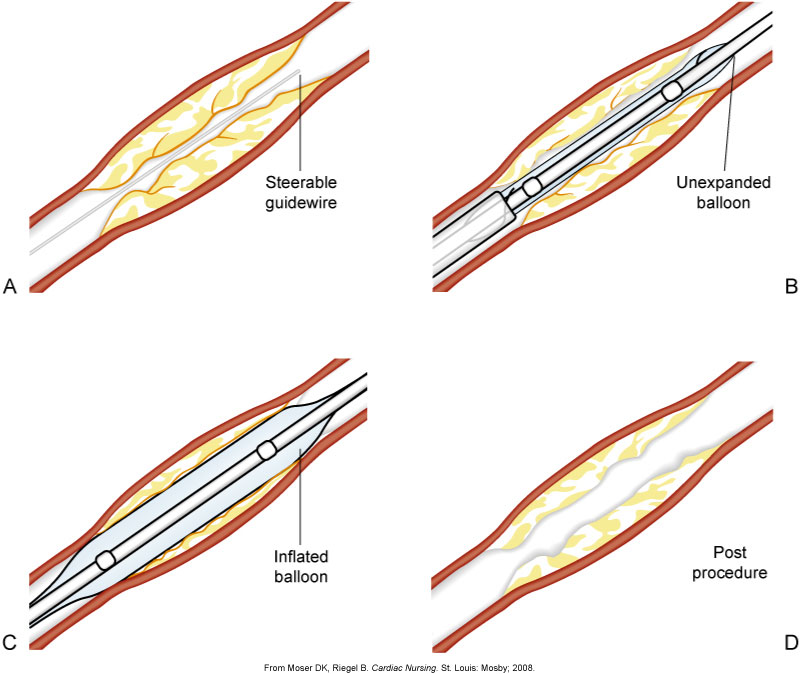 A
Steerable
guidewire
B
Unexpanded
balloon
C
Inflated
balloon
D
Post
procedure
From Moser DK, Riegel B. Cardiac Nursing. St. Louis: Mosby; 2008.